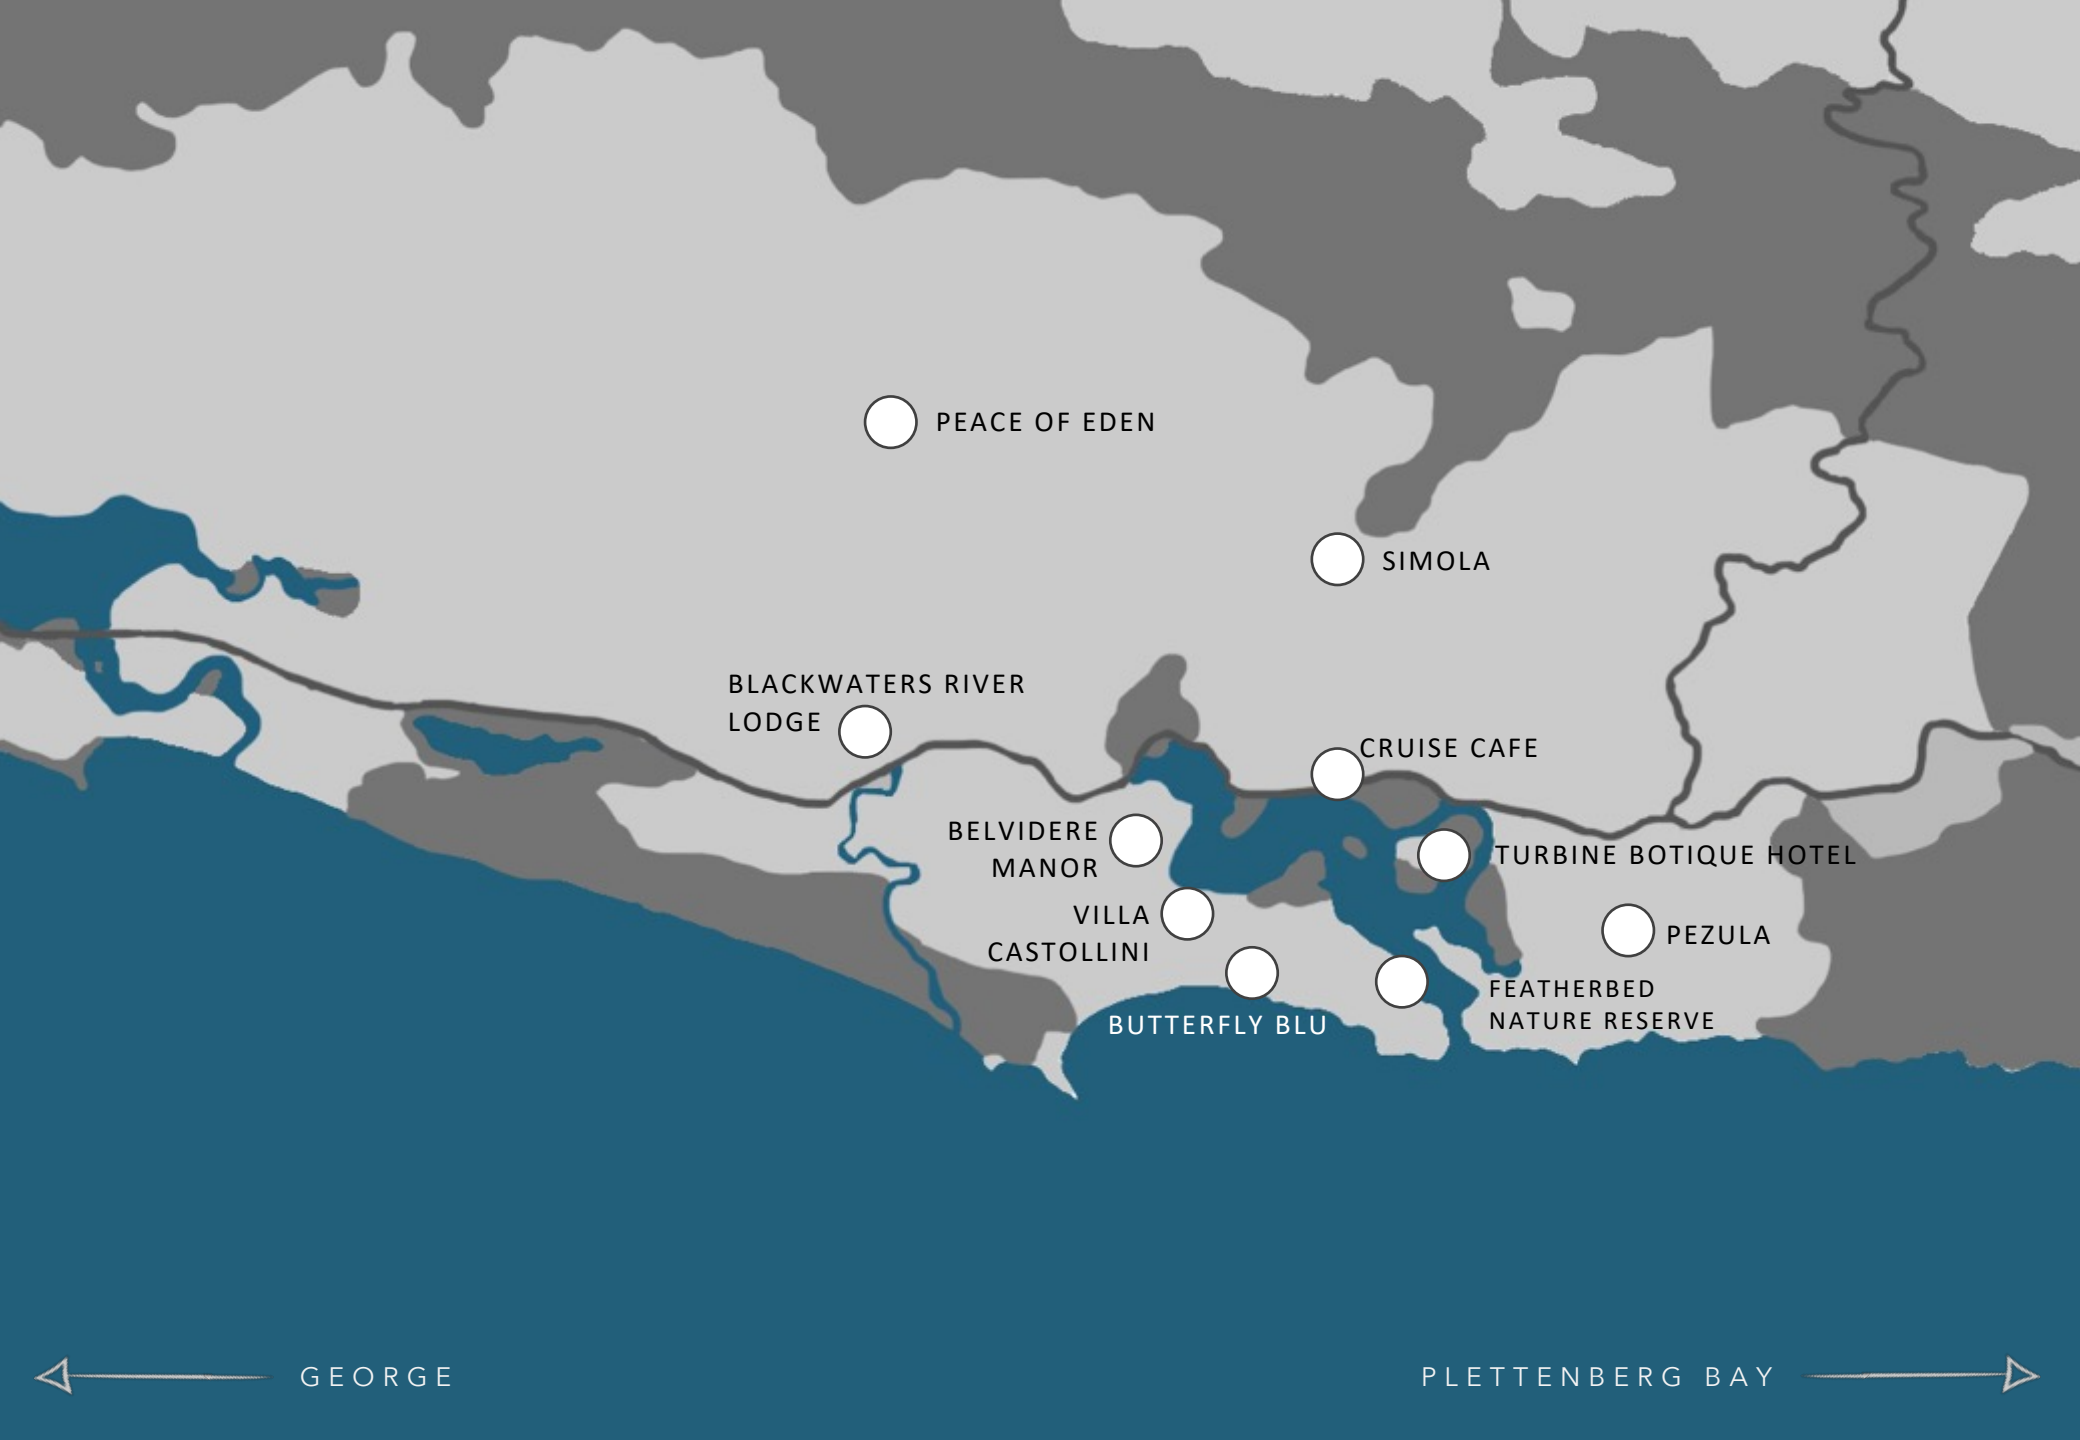 PEACE OF EDEN
SIMOLA
BLACKWATERS RIVER
LODGE
CRUISE CAFE
BELVIDERE
MANOR
TURBINE BOTIQUE HOTEL
VILLA
CASTOLLINI
PEZULA
FEATHERBED
NATURE RESERVE
BUTTERFLY BLU
GEORGE
PLETTENBERG BAY